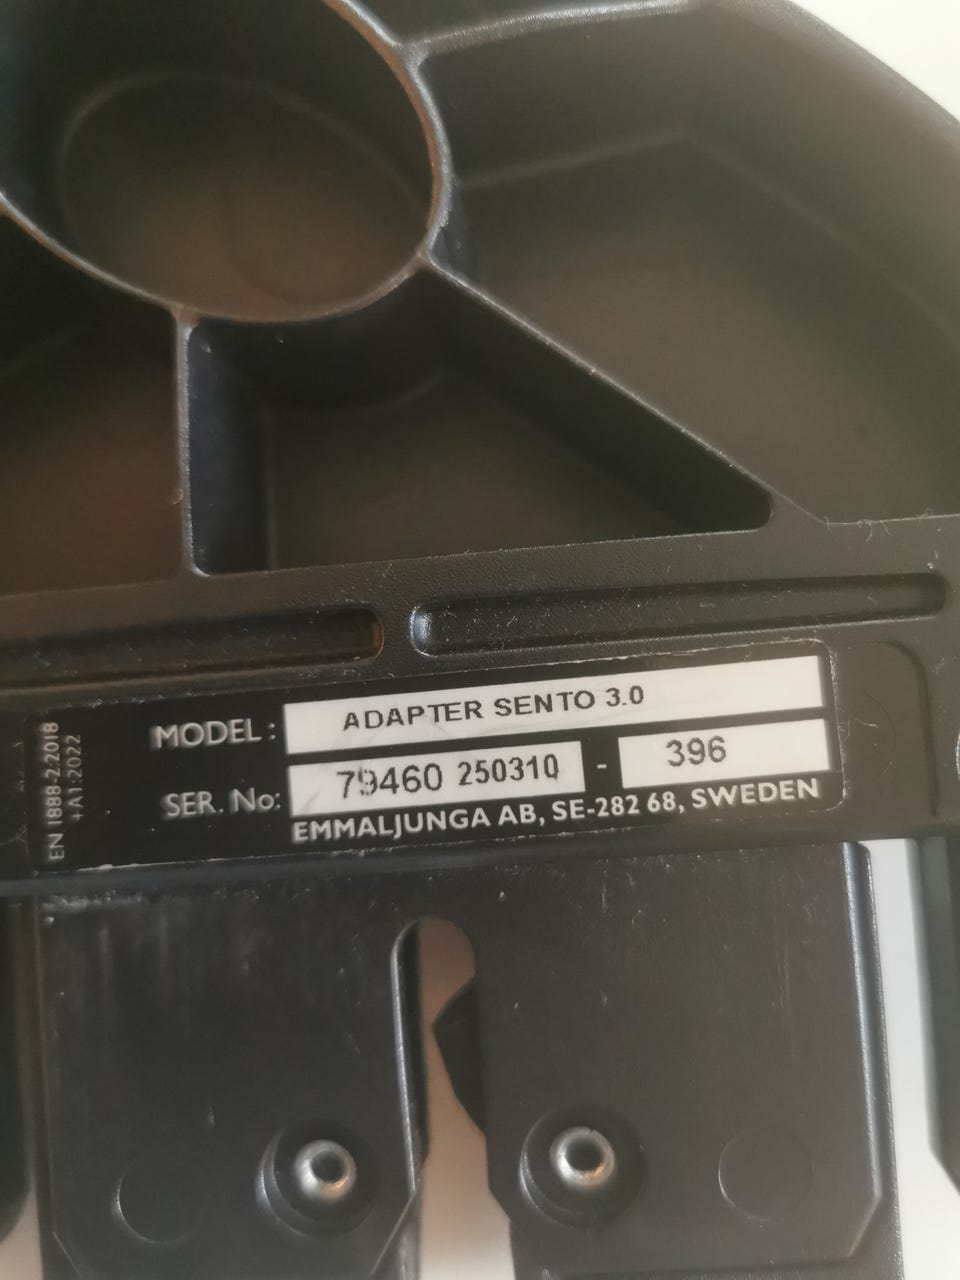 MODEL: ADAPTER SENTO 3.0
SER. No: 79460 250310 - 396
EMMALJUNGA AB, SE-282 68, SWEDEN
EN 1888-2:2018
+A1:2022